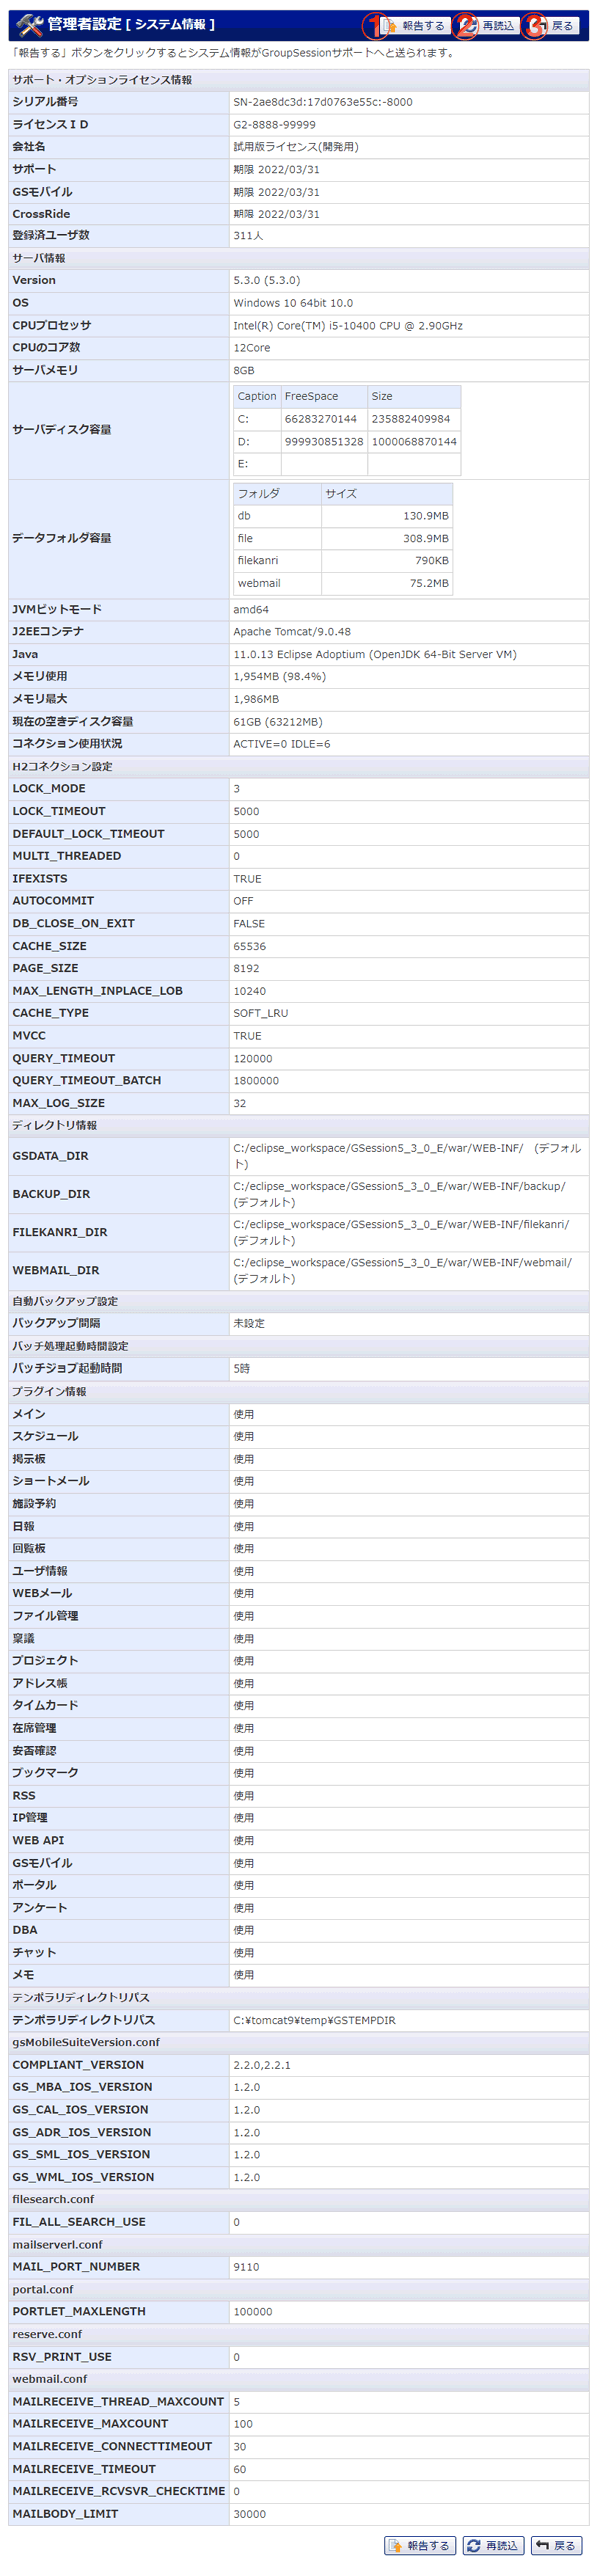 管理者設定 [ システム情報 ]
1 報告する 2 再読込 3 戻る
「報告する」ボタンをクリックするとシステム情報がGroupSessionサポートへと送られます。
サポート・オプションライセンス情報
シリアル番号 SN-2ae8dc3d:17d0763e55c:-8000
ライセンスＩＤ G2-8888-99999
会社名 試用版ライセンス(開発用)
サポート 期限 2022/03/31
GSモバイル 期限 2022/03/31
CrossRide 期限 2022/03/31
登録済ユーザ数 311人
サーバ情報
Version 5.3.0 (5.3.0)
OS Windows 10 64bit 10.0
CPUプロセッサ Intel(R) Core(TM) i5-10400 CPU @ 2.90GHz
CPUのコア数 12Core
サーバメモリ 8GB
サーバディスク容量
Caption FreeSpace Size
C: 66283270144 235882409984
D: 999930851328 1000068870144
E:
データフォルダ容量
フォルダ サイズ
db 130.9MB
file 308.9MB
filekanri 790KB
webmail 75.2MB
JVMビットモード amd64
J2EEコンテナ Apache Tomcat/9.0.48
Java 11.0.13 Eclipse Adoptium (OpenJDK 64-Bit Server VM)
メモリ使用 1,954MB (98.4%)
メモリ最大 1,986MB
現在の空きディスク容量 61GB (63212MB)
コネクション使用状況 ACTIVE=0 IDLE=6
H2コネクション設定
LOCK_MODE 3
LOCK_TIMEOUT 5000
DEFAULT_LOCK_TIMEOUT 5000
MULTI_THREADED 0
IFEXISTS TRUE
AUTOCOMMIT OFF
DB_CLOSE_ON_EXIT FALSE
CACHE_SIZE 65536
PAGE_SIZE 8192
MAX_LENGTH_INPLACE_LOB 10240
CACHE_TYPE SOFT_LRU
MVCC TRUE
QUERY_TIMEOUT 120000
QUERY_TIMEOUT_BATCH 1800000
MAX_LOG_SIZE 32
ディレクトリ情報
GSDATA_DIR C:/eclipse_workspace/GSession5_3_0_E/war/WEB-INF/ (デフォル
ト)
BACKUP_DIR C:/eclipse_workspace/GSession5_3_0_E/war/WEB-INF/backup/
(デフォルト)
FILEKANRI_DIR C:/eclipse_workspace/GSession5_3_0_E/war/WEB-INF/filekanri/
(デフォルト)
WEBMAIL_DIR C:/eclipse_workspace/GSession5_3_0_E/war/WEB-INF/webmail/
(デフォルト)
自動バックアップ設定
バックアップ間隔 未設定
バッチ処理起動時間設定
バッチジョブ起動時間 5時
プラグイン情報
メイン 使用
スケジュール 使用
掲示板 使用
ショートメール 使用
施設予約 使用
日報 使用
回覧板 使用
ユーザ情報 使用
WEBメール 使用
ファイル管理 使用
稟議 使用
プロジェクト 使用
アドレス帳 使用
タイムカード 使用
在席管理 使用
安否確認 使用
ブックマーク 使用
RSS 使用
IP管理 使用
WEB API 使用
GSモバイル 使用
ポータル 使用
アンケート 使用
DBA 使用
チャット 使用
メモ 使用
テンポラリディレクトリパス
テンポラリディレクトリパス C:¥tomcat9¥temp¥GSTEMPDIR
gsMobileSuiteVersion.conf
COMPLIANT_VERSION 2.2.0,2.2.1
GS_MBA_IOS_VERSION 1.2.0
GS_CAL_IOS_VERSION 1.2.0
GS_ADR_IOS_VERSION 1.2.0
GS_SML_IOS_VERSION 1.2.0
GS_WML_IOS_VERSION 1.2.0
filesearch.conf
FIL_ALL_SEARCH_USE 0
mailserverl.conf
MAIL_PORT_NUMBER 9110
portal.conf
PORTLET_MAXLENGTH 100000
reserve.conf
RSV_PRINT_USE 0
webmail.conf
MAILRECEIVE_THREAD_MAXCOUNT 5
MAILRECEIVE_MAXCOUNT 100
MAILRECEIVE_CONNECTTIMEOUT 30
MAILRECEIVE_TIMEOUT 60
MAILRECEIVE_RCVSVR_CHECKTIME 0
MAILBODY_LIMIT 30000
報告する 再読込 戻る